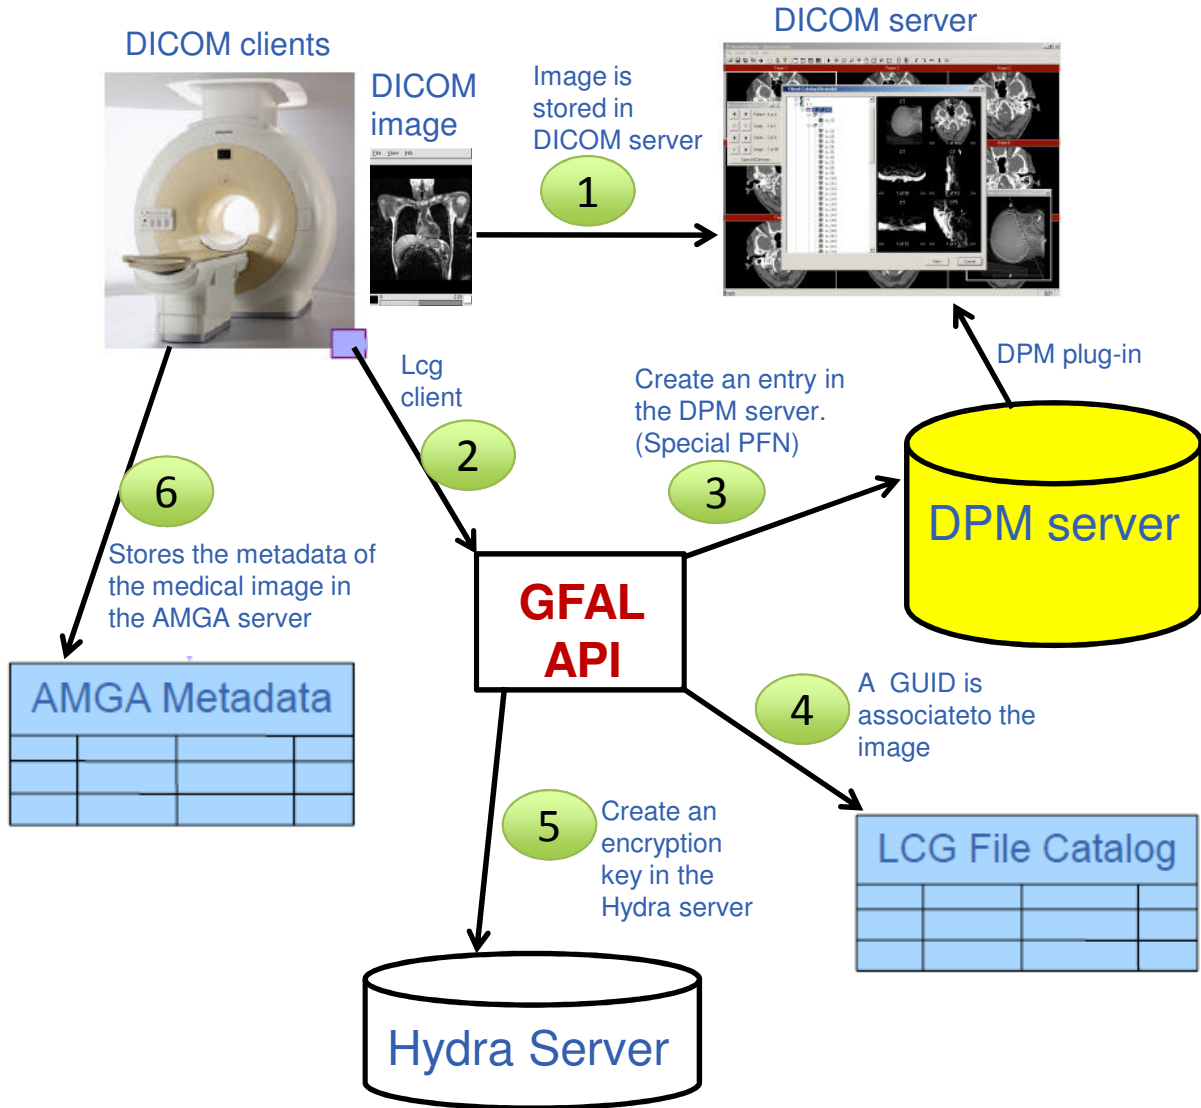 DICOM clients
DICOM
image
File View Info
Image is
stored in
DICOM server
1
DICOM server
Lcg
client
2
Create an entry in
the DPM server.
(Special PFN)
3
DPM plug-in
DPM server
6
Stores the metadata of
the medical image in
the AMGA server
GFAL
API
AMGA Metadata
4
A GUID is
associateto the
image
5
Create an
encryption
key in the
Hydra server
LCG File Catalog
Hydra Server